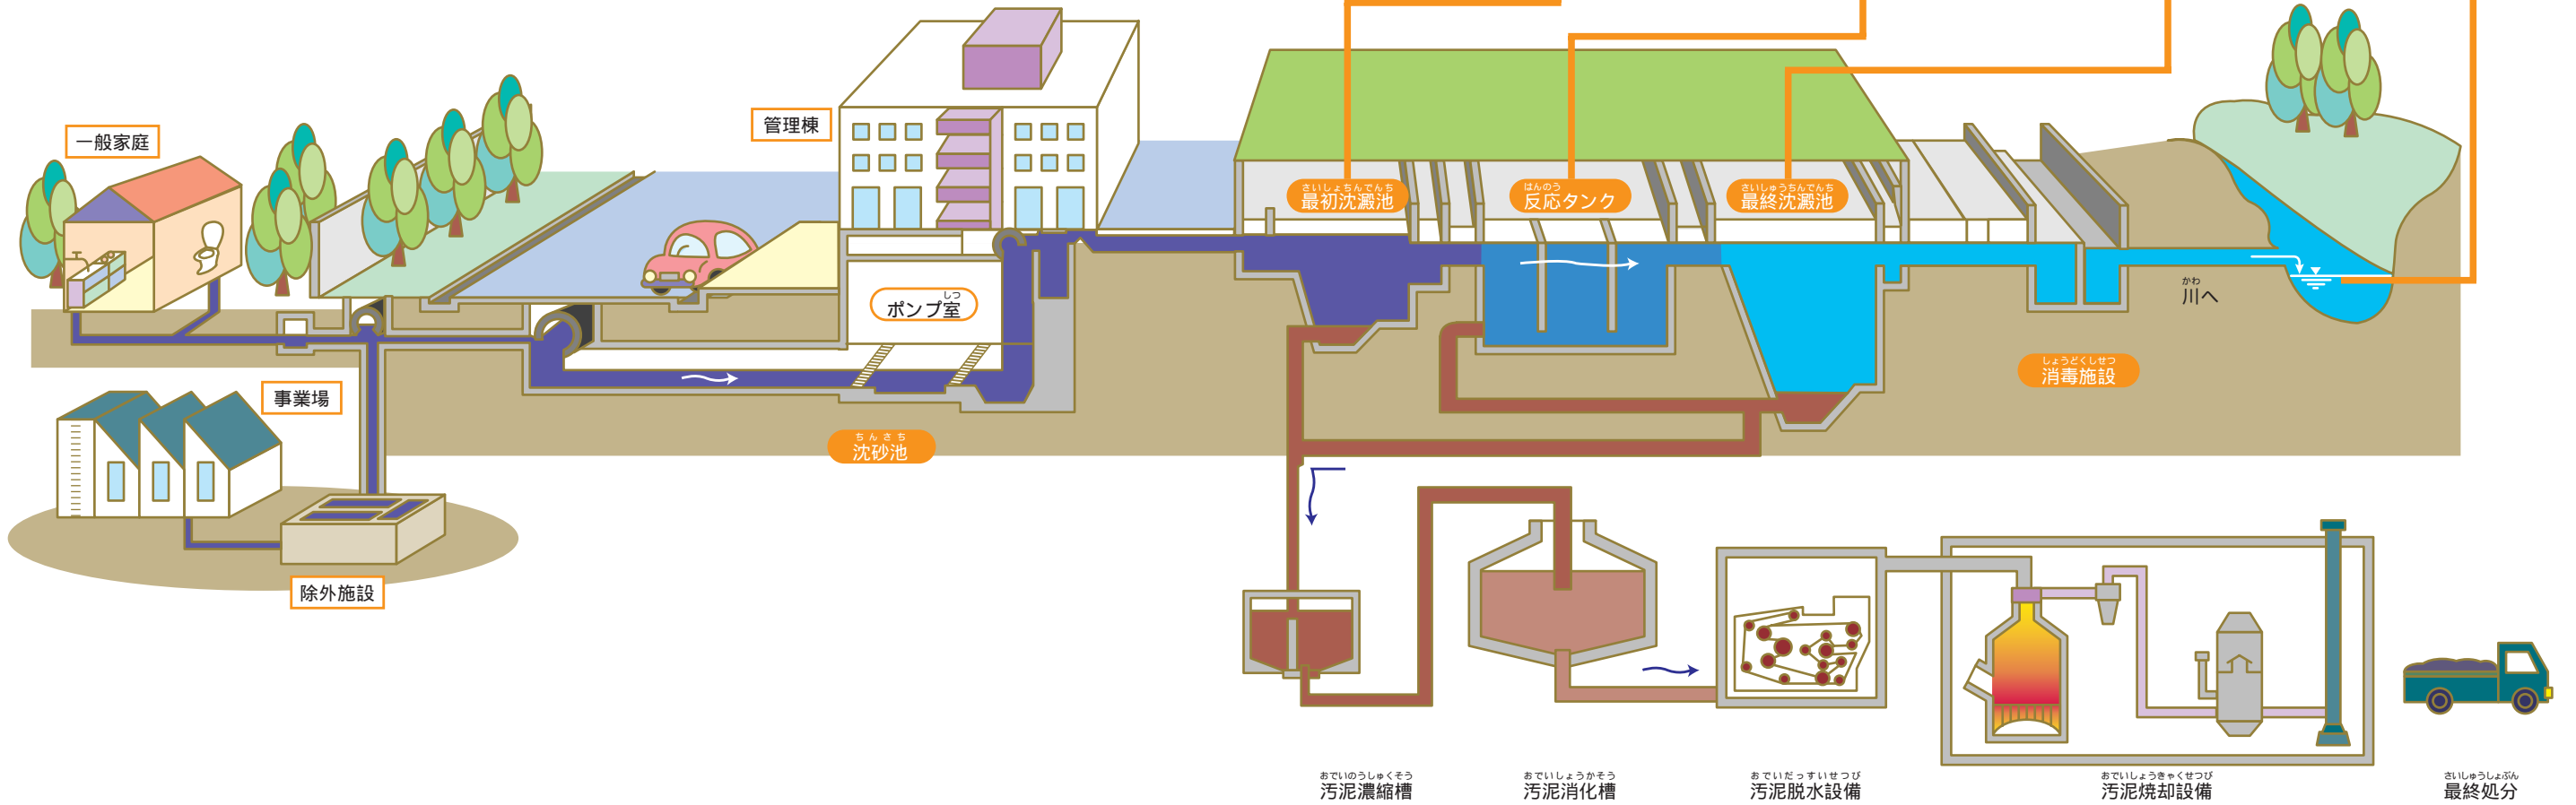 一般家庭
管理棟
さいしょちんでんち
最初沈澱池
はんのう
反応タンク
さいしゅうちんでんち
最終沈澱池
しつ
ポンプ室
かわ
川へ
しょうどくしせつ
消毒施設
事業場
ちんさち
沈砂池
除外施設
おでいのうしゅくそう
汚泥濃縮槽
おでいしょうかそう
汚泥消化槽
おでいだっすいせつび
汚泥脱水設備
おでいしょうきゃくせつび
汚泥焼却設備
さいしゅうしょぶん
最終処分